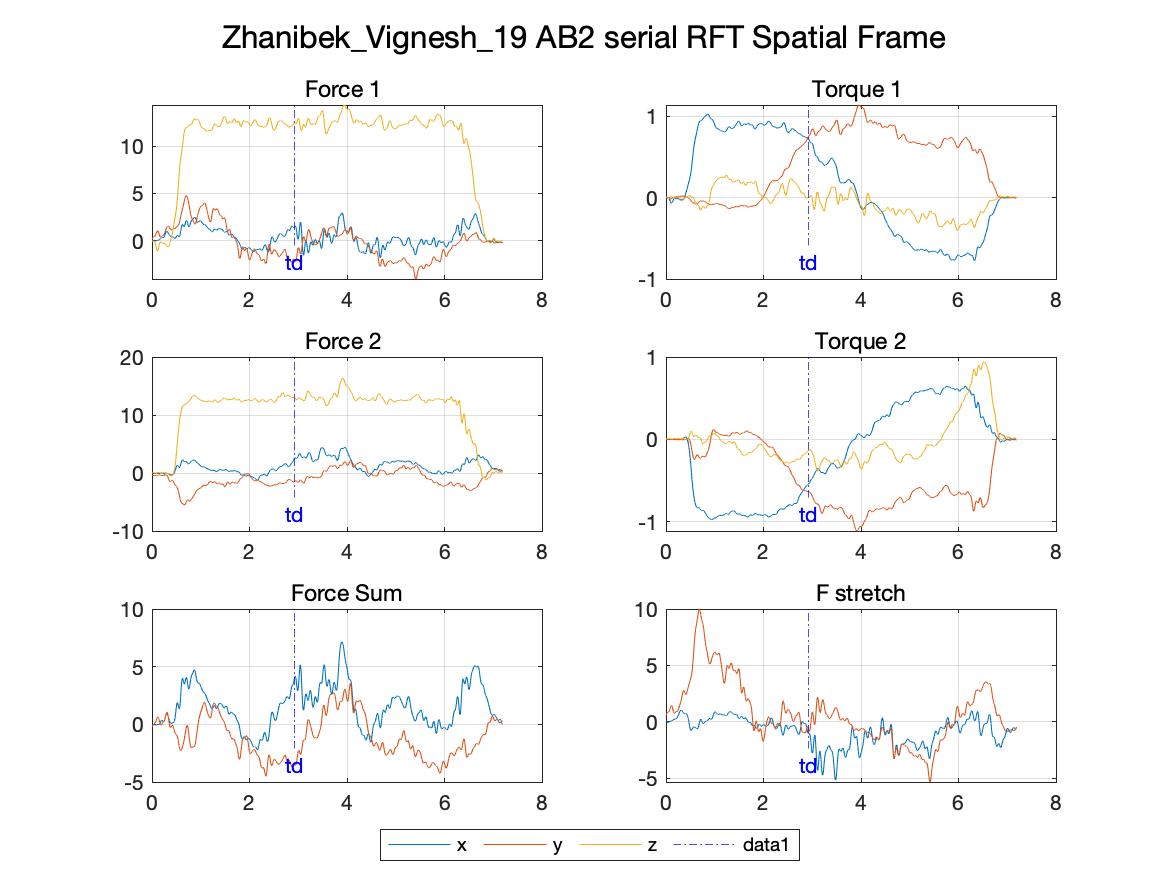 Zhanibek_Vignesh_19 AB2 serial RFT Spatial Frame
Force 1
10
5
0
0 2 4 6 8
td
Torque 1
1
0
-1
0 2 4 6 8
td
Force 2
20
10
0
-10
0 2 4 6 8
td
Torque 2
1
0
-1
0 2 4 6 8
td
Force Sum
10
5
0
-5
0 2 4 6 8
td
F stretch
10
5
0
-5
0 2 4 6 8
td
x y z data1